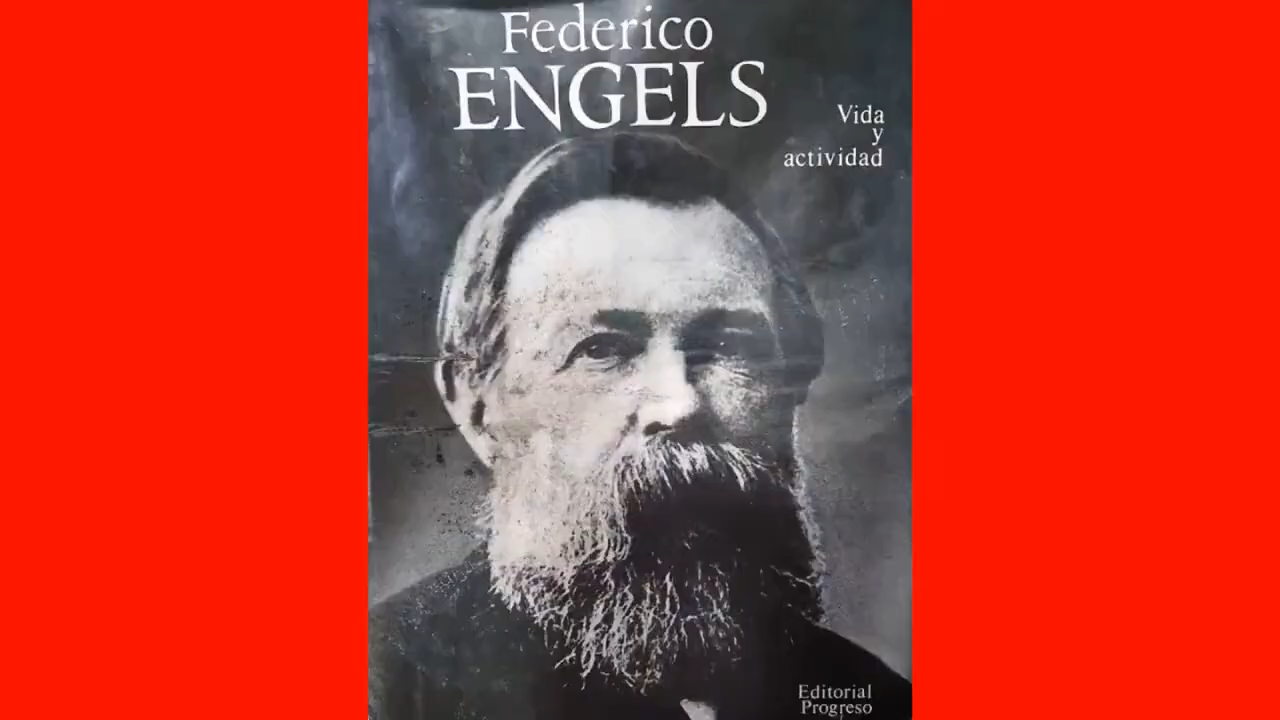 Federico
ENGELS
Vida
y
actividad
Editorial
Progreso